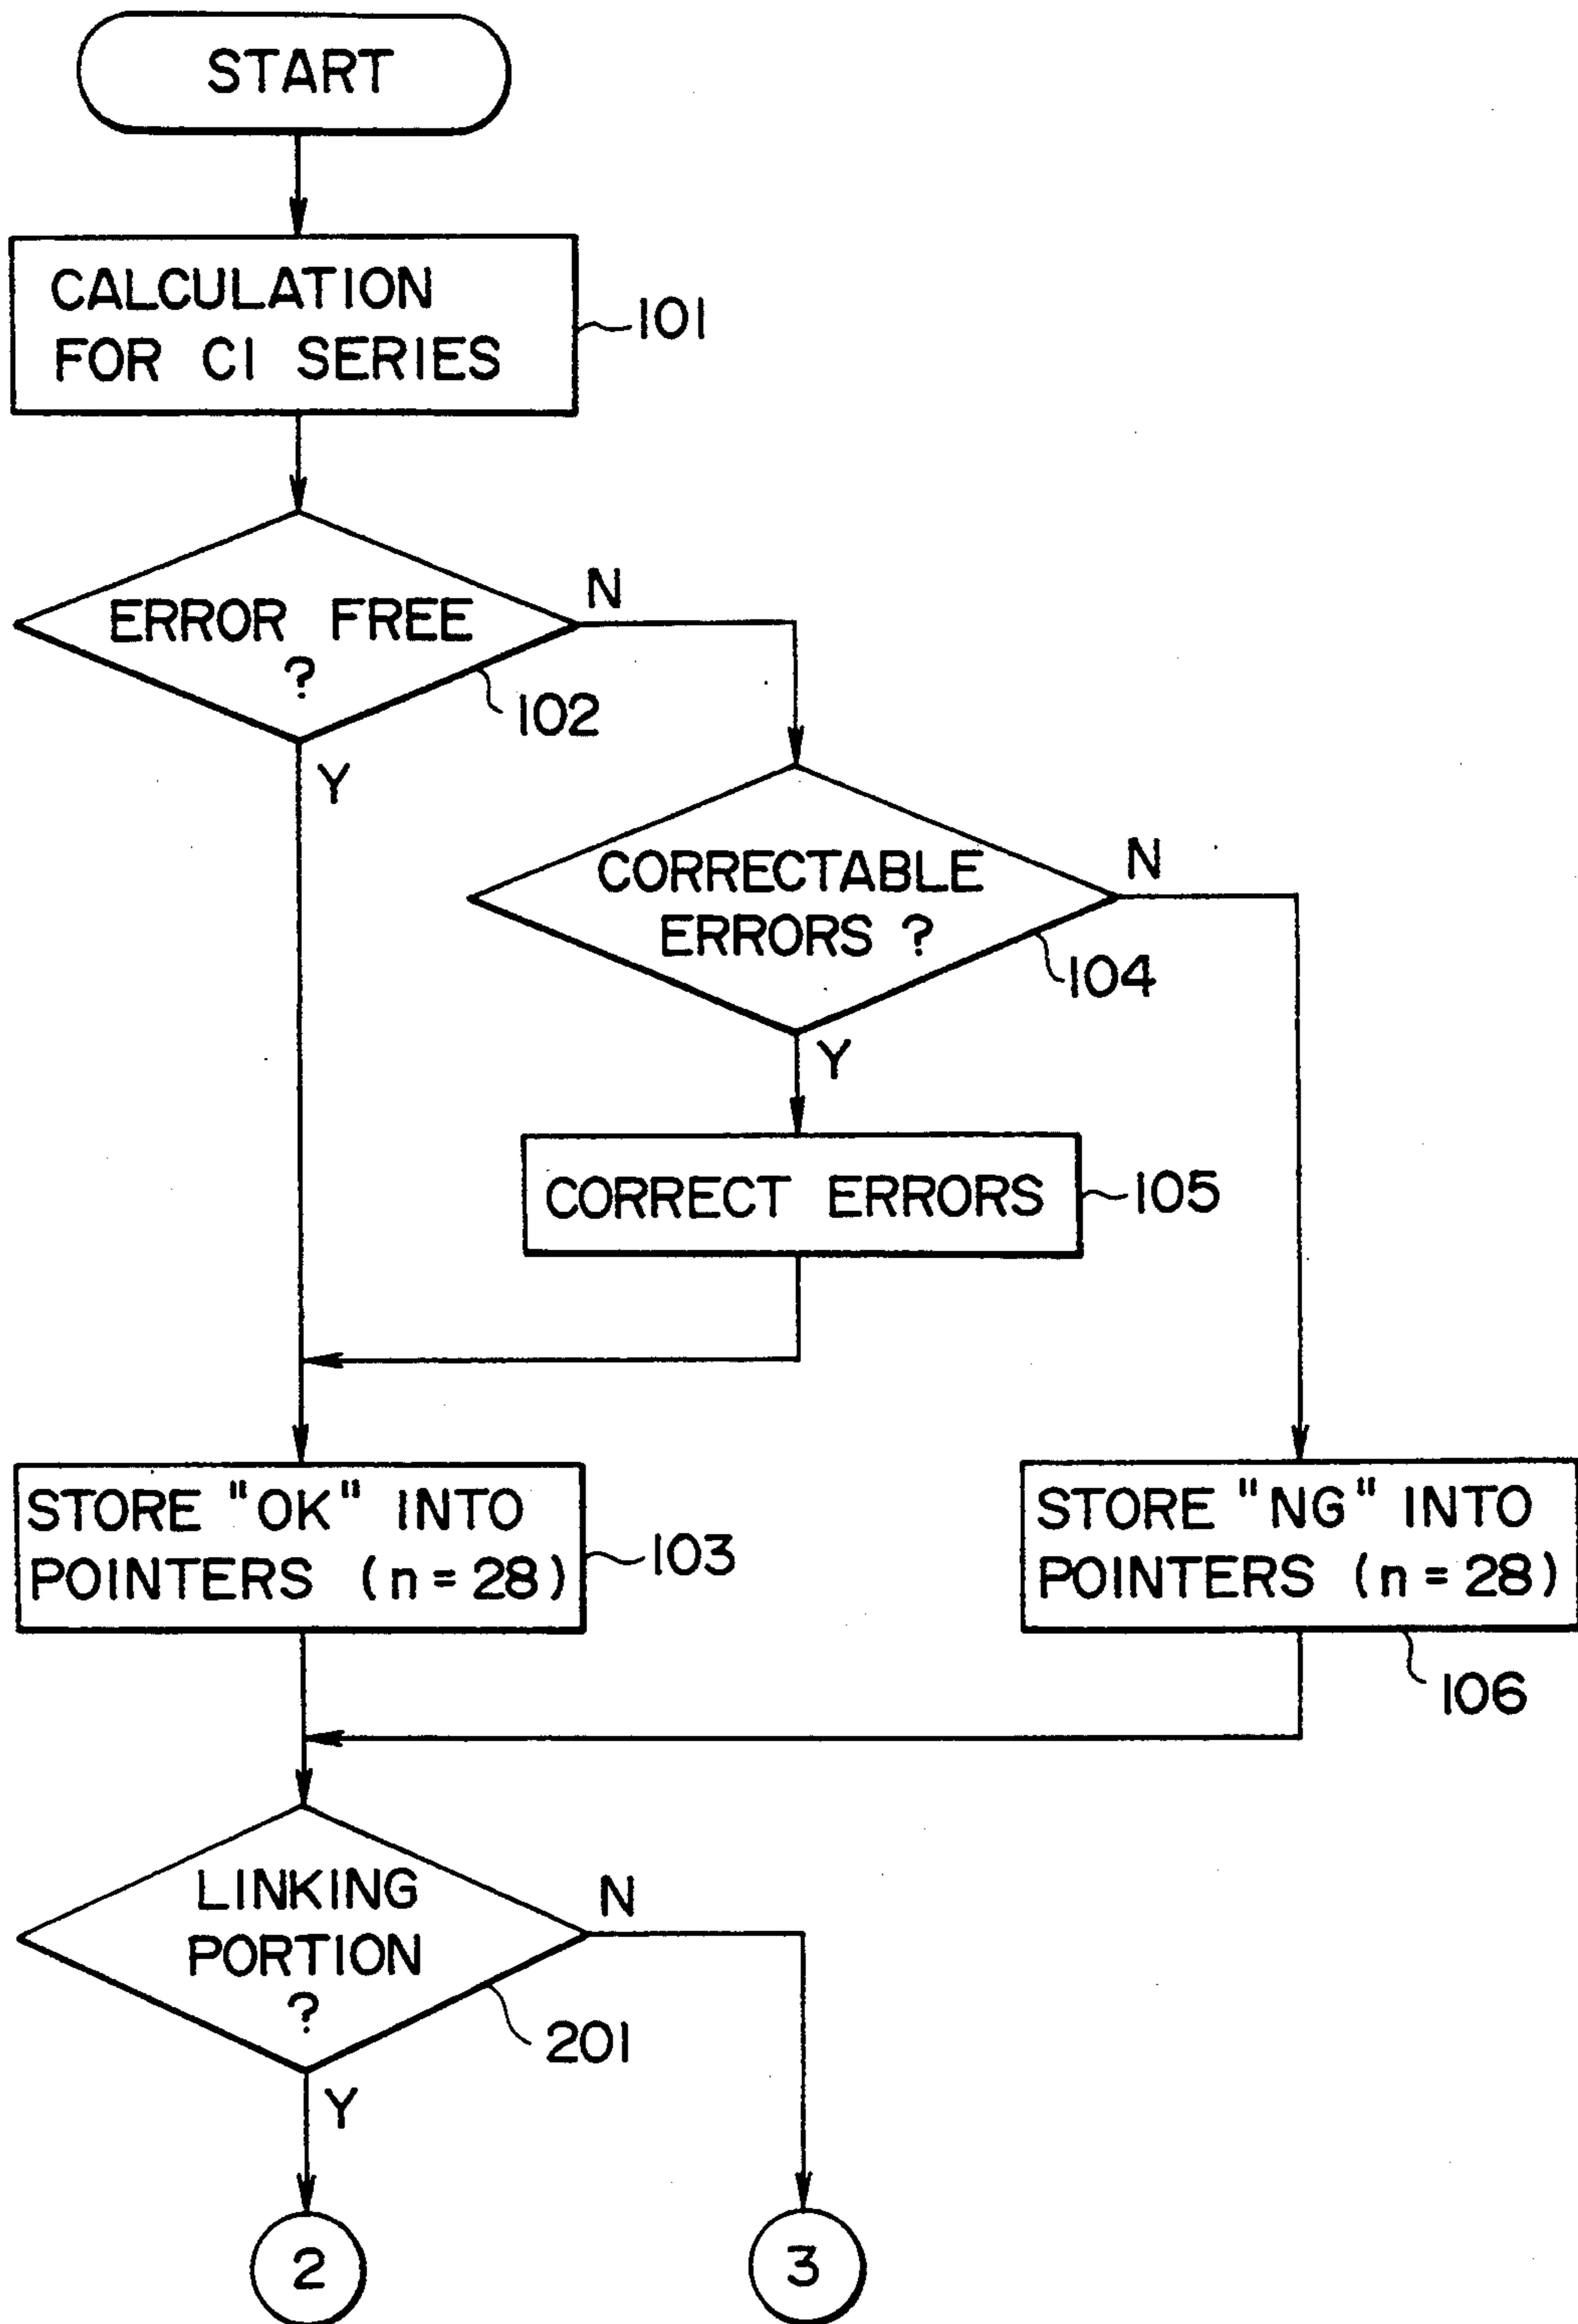 START
CALCULATION
FOR C1 SERIES
101
ERROR FREE
?
N
102
Y
CORRECTABLE
ERRORS ?
N
104
Y
CORRECT ERRORS
105
STORE "OK" INTO
POINTERS (n=28)
103
STORE "NG" INTO
POINTERS (n=28)
106
LINKING
PORTION
?
N
201
Y
2
3